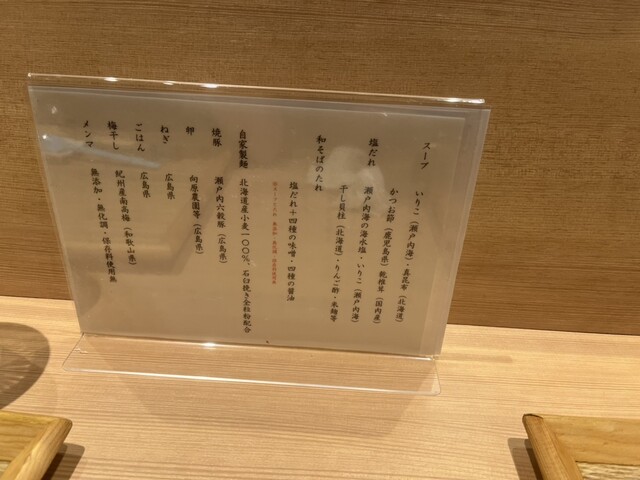 スープ
いりこ（瀬戸内海）・真昆布（北海道）
かつお節（鹿児島県）乾椎茸（国内産）
塩だれ
瀬戸内海の海水塩・いりこ（瀬戸内海）
干し貝柱（北海道）・りんご酢・米麹等
和そばのたれ
塩だれ＋四種の味噌・四種の醤油
自家製麺 北海道産小麦一〇〇％、石臼挽き全粒粉配合
焼豚 瀬戸内六穀豚（広島県）
卵 向原農園等（広島県）
ねぎ 広島県
ごはん 広島県
梅干し 紀州産南高梅（和歌山県）
メンマ 無添加・無化調・保存料使用無